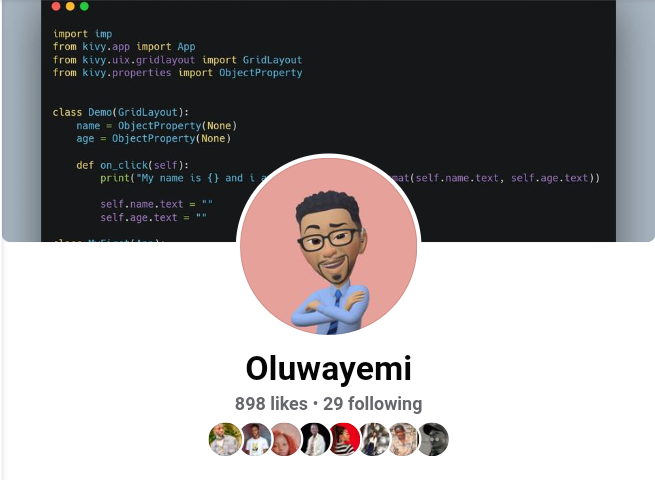 import imp
from kivy.app import App
from kivy.uix.gridlayout import GridLayout
from kivy.properties import ObjectProperty
class Demo(GridLayout):
name = ObjectProperty(None)
age = ObjectProperty(None)
def on_click(self):
print("My name is {} and i a mat(self.name.text, self.age.text))
self.name.text = ""
self.age.text = ""
Oluwayemi
898 likes • 29 following